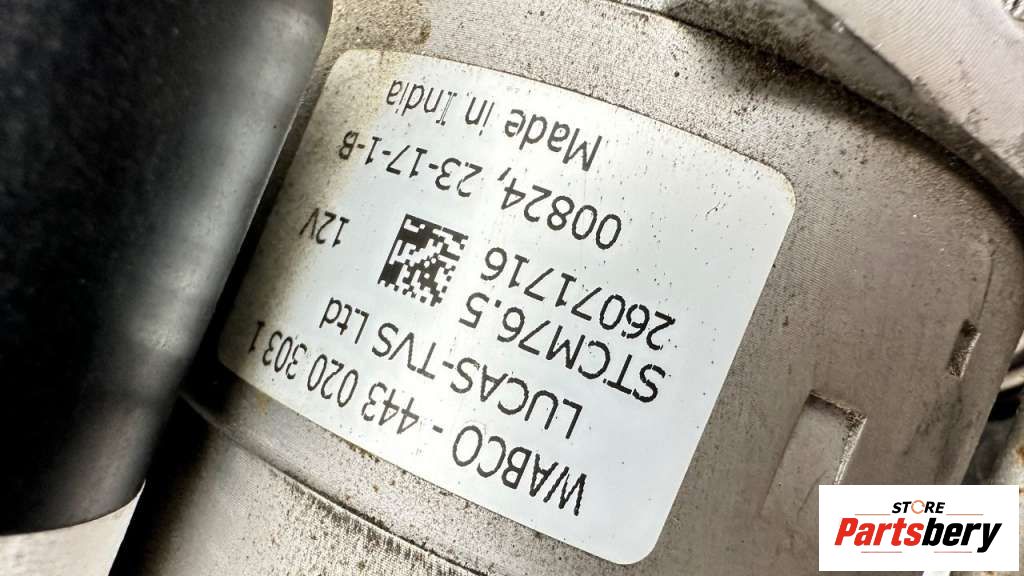 WABCO - 443 020 303 1
LUCAS-TVS Ltd
STCM76.5 12V
26071716
00824, 23-17-1-B
Made in India
STORE
Partsbery